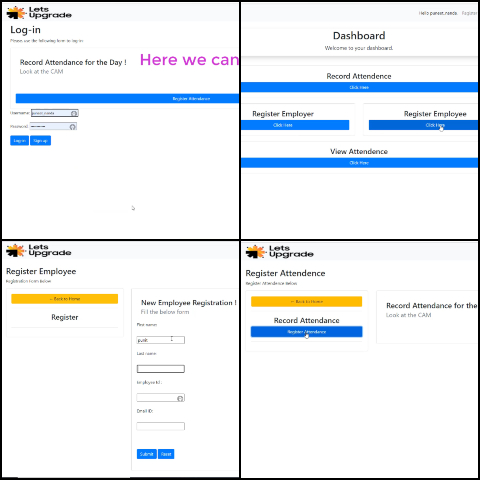 Lets
Upgrade
Log-in
Please use the following form to log-in
Record Attendance for the Day !
Look at the CAM
Here we can
Register Attendance
Username:
Password:
Log-in
Sign up
Hello puneet.nanda
Register
Dashboard
Welcome to your dashboard.
Record Attendence
Click Here
Register Employer
Click Here
Register Employee
Click Here
View Attendence
Click Here
Lets
Upgrade
Register Employee
Registration Form Below
← Back to Home
Register
New Employee Registration !
Fill the below form
First name:
punit
Last name
Employee ID :
Email ID:
Submit
Reset
Lets
Upgrade
Register Attendence
Register Attendence Below
← Back to Home
Record Attendance
Register Attendance
Record Attendance for the
Look at the CAM